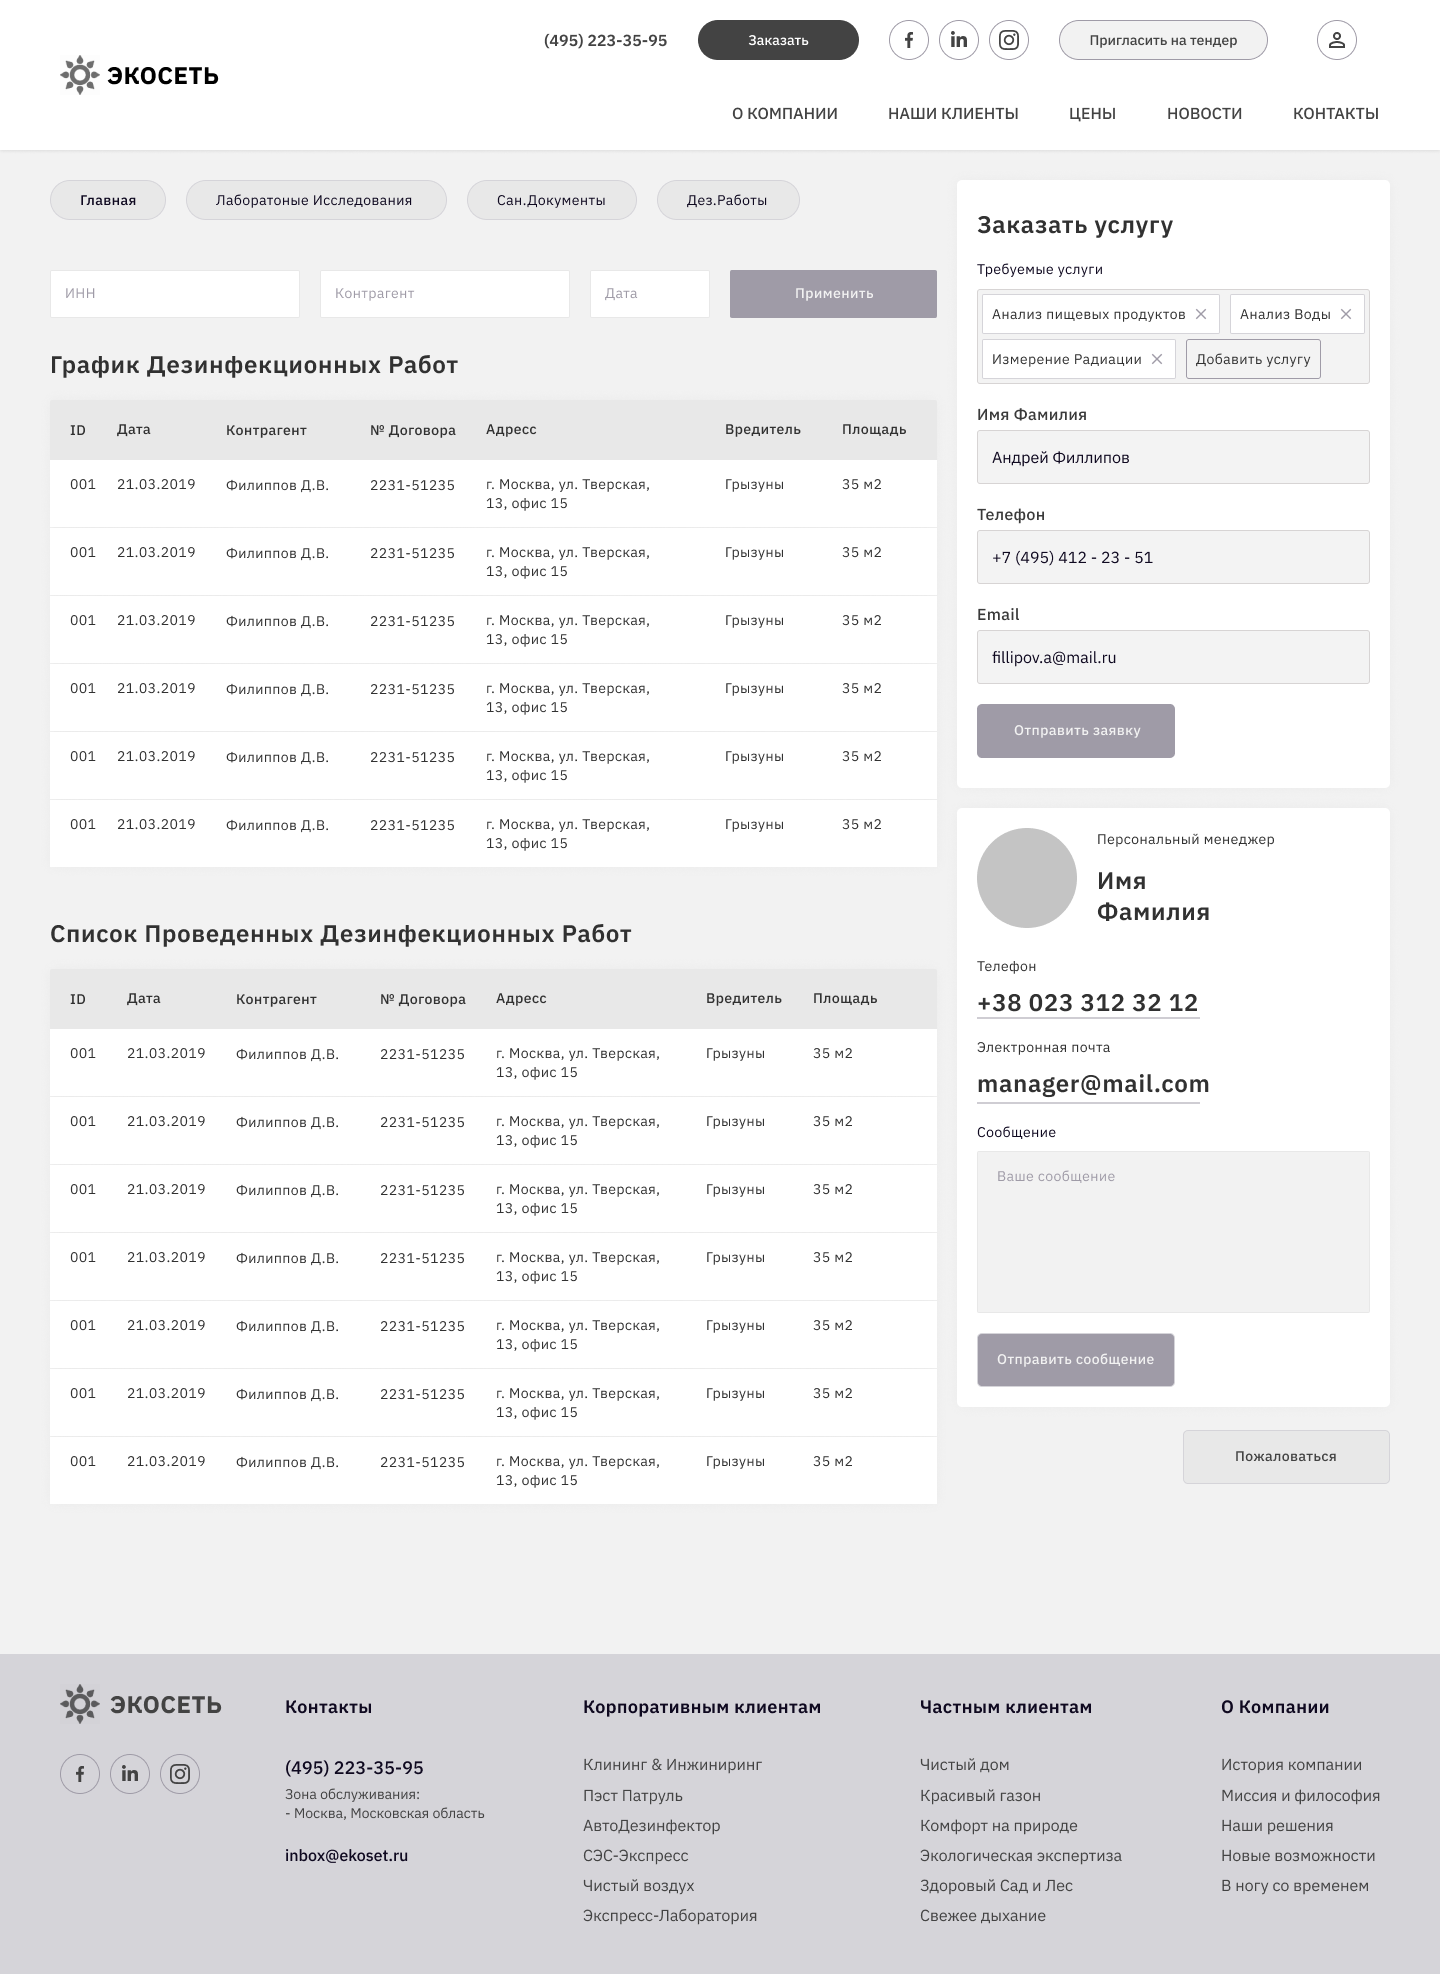 (495) 223-35-95
Заказать
Пригласить на тендер
ЭКОСЕТЬ
О КОМПАНИИ
НАШИ КЛИЕНТЫ
ЦЕНЫ
НОВОСТИ
КОНТАКТЫ
Главная
Лаборатоные Исследования
Сан.Документы
Дез.Работы
ИНН
Контрагент
Дата
Применить
График Дезинфекционных Работ
ID Дата Контрагент № Договора Адресс Вредитель Площадь
001 21.03.2019 Филиппов Д.В. 2231-51235 г. Москва, ул. Тверская, Грызуны 35 м2
13, офис 15
001 21.03.2019 Филиппов Д.В. 2231-51235 г. Москва, ул. Тверская, Грызуны 35 м2
13, офис 15
001 21.03.2019 Филиппов Д.В. 2231-51235 г. Москва, ул. Тверская, Грызуны 35 м2
13, офис 15
001 21.03.2019 Филиппов Д.В. 2231-51235 г. Москва, ул. Тверская, Грызуны 35 м2
13, офис 15
001 21.03.2019 Филиппов Д.В. 2231-51235 г. Москва, ул. Тверская, Грызуны 35 м2
13, офис 15
001 21.03.2019 Филиппов Д.В. 2231-51235 г. Москва, ул. Тверская, Грызуны 35 м2
13, офис 15
Список Проведенных Дезинфекционных Работ
ID Дата Контрагент № Договора Адресс Вредитель Площадь
001 21.03.2019 Филиппов Д.В. 2231-51235 г. Москва, ул. Тверская, Грызуны 35 м2
13, офис 15
001 21.03.2019 Филиппов Д.В. 2231-51235 г. Москва, ул. Тверская, Грызуны 35 м2
13, офис 15
001 21.03.2019 Филиппов Д.В. 2231-51235 г. Москва, ул. Тверская, Грызуны 35 м2
13, офис 15
001 21.03.2019 Филиппов Д.В. 2231-51235 г. Москва, ул. Тверская, Грызуны 35 м2
13, офис 15
001 21.03.2019 Филиппов Д.В. 2231-51235 г. Москва, ул. Тверская, Грызуны 35 м2
13, офис 15
001 21.03.2019 Филиппов Д.В. 2231-51235 г. Москва, ул. Тверская, Грызуны 35 м2
13, офис 15
001 21.03.2019 Филиппов Д.В. 2231-51235 г. Москва, ул. Тверская, Грызуны 35 м2
13, офис 15
Заказать услугу
Требуемые услуги
Анализ пищевых продуктов
Анализ Воды
Измерение Радиации
Добавить услугу
Имя Фамилия
Андрей Филлипов
Телефон
+7 (495) 412 - 23 - 51
Email
fillipov.a@mail.ru
Отправить заявку
Персональный менеджер
Имя
Фамилия
Телефон
+38 023 312 32 12
Электронная почта
manager@mail.com
Сообщение
Ваше сообщение
Отправить сообщение
Пожаловаться
ЭКОСЕТЬ
Контакты
(495) 223-35-95
Зона обслуживания:
- Москва, Московская область
inbox@ekoset.ru
Корпоративным клиентам
Клининг & Инжиниринг
Пэст Патруль
АвтоДезинфектор
СЭС-Экспресс
Чистый воздух
Экспресс-Лаборатория
Частным клиентам
Чистый дом
Красивый газон
Комфорт на природе
Экологическая экспертиза
Здоровый Сад и Лес
Свежее дыхание
О Компании
История компании
Миссия и философия
Наши решения
Новые возможности
В ногу со временем